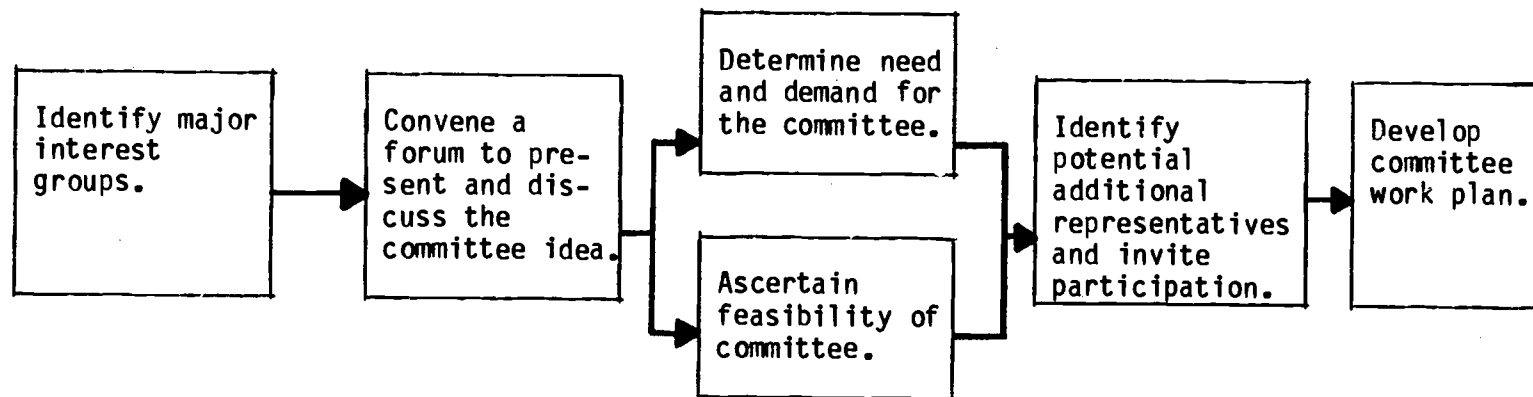 Identify major
interest
groups.
Convene a
forum to pre-
sent and dis-
cuss the
committee idea.
Determine need
and demand for
the committee.
Ascertain
feasibility of
committee.
Identify
potential
additional
representatives
and invite
participation.
Develop
committee
work plan.